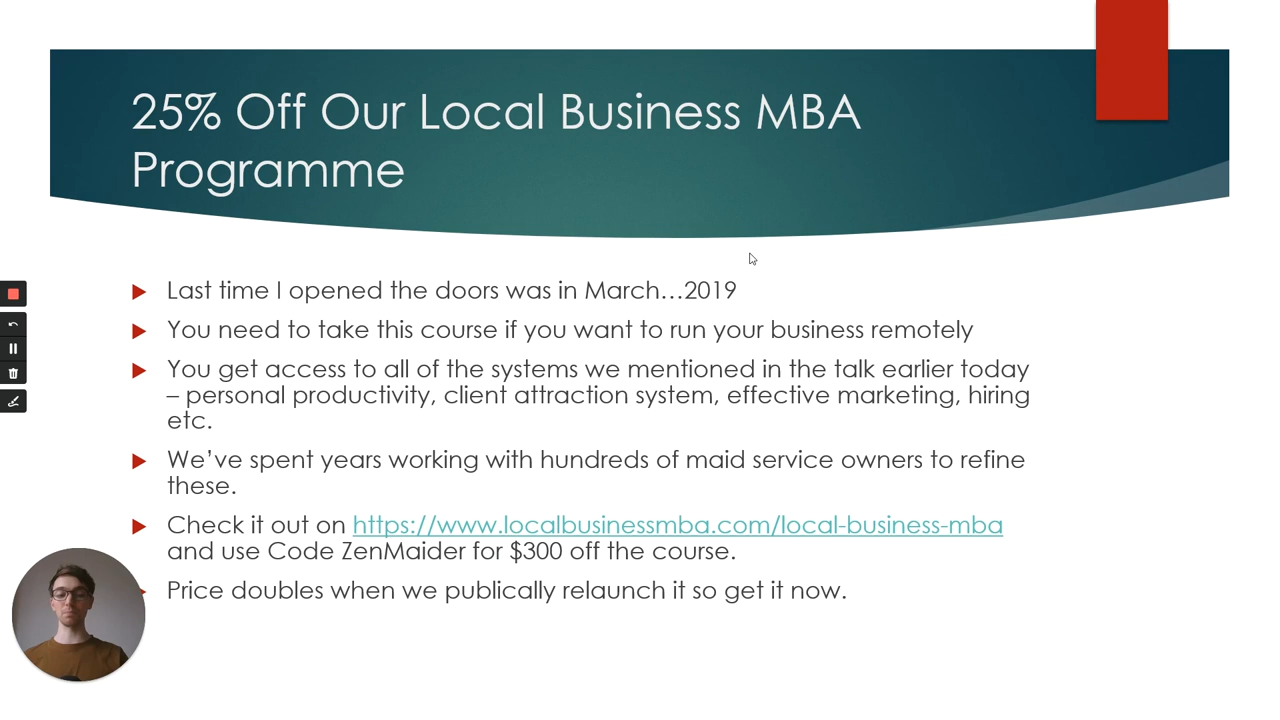 25% Off Our Local Business MBA
Programme
Last time I opened the doors was in March…2019
You need to take this course if you want to run your business remotely
You get access to all of the systems we mentioned in the talk earlier today
– personal productivity, client attraction system, effective marketing, hiring
etc.
We’ve spent years working with hundreds of maid service owners to refine
these.
Check it out on https://www.localbusinessmba.com/local-business-mba
and use Code ZenMaider for $300 off the course.
Price doubles when we publically relaunch it so get it now.